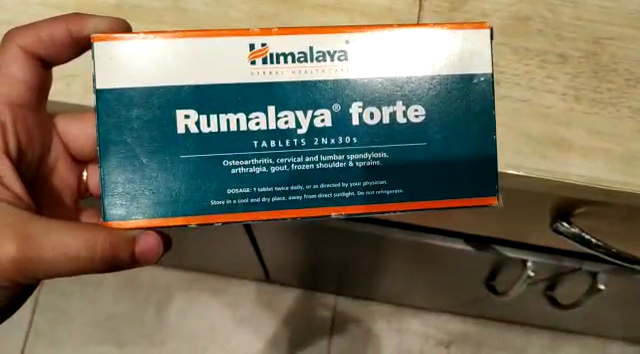 Himalaya®
HERBAL HEALTHCARE
Rumalaya® forte
TABLETS 2Nx30s
Osteoarthritis, cervical and lumbar spondylosis,
arthralgia, gout, frozen shoulder & sprains.
DOSAGE: 1 tablet twice daily, or as directed by your physician.
Store in a cool and dry place, away from direct sunlight. Do not refrigerate.